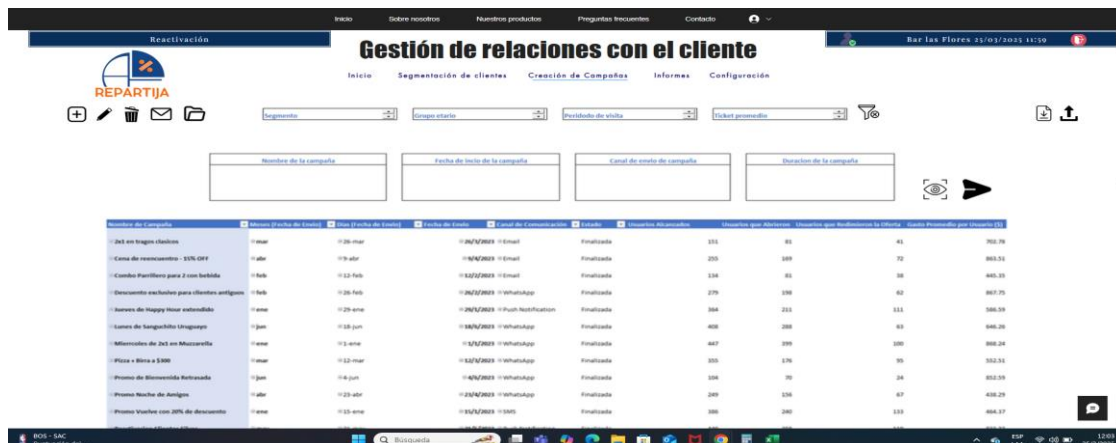 Inicio Sobre nosotros Nuestros productos Preguntas frecuentes Contacto
Reactivación
Gestión de relaciones con el cliente
Bar las Flores 25/03/2025 11:59
REPARTIJA
Inicio Segmentación de clientes Creación de Campañas Informes Configuración
Segmento Grupo etario Peridodo de visita Ticket promedio
Nombre de la campaña Fecha de Incio de la campaña Canal de envio de campaña Duracion de la campaña
Nombre de Campaña Meses (Fecha de Envio) Días (Fecha de Envio) Fecha de Envio Canal de Comunicación Estado Usuarios Alcanzados Usuarios que Abrieron Usuarios que Redimieron la Oferta Gasto Promedio por Usuario ($)
2x1 en tragos clasicos mar 26-mar 26/3/2023 Email Finalizada 151 81 41 702.78
Cena de reencuentro - 15% OFF abr 9-abr 9/4/2023 Email Finalizada 255 169 72 863.51
Combo Parrillero para 2 con bebida feb 12-feb 12/2/2023 Email Finalizada 134 81 38 445.35
Descuento exclusivo para clientes antiguos feb 26-feb 26/2/2023 WhatsApp Finalizada 279 198 62 667.75
Jueves de Happy Hour extendido ene 29-ene 29/1/2023 Push Notification Finalizada 364 211 111 586.59
Lunes de Sanguchito Uruguayo jun 18-jun 18/6/2023 WhatsApp Finalizada 408 288 83 646.26
Miercoles de 2x1 en Muzzarella ene 1-ene 1/1/2023 WhatsApp Finalizada 447 399 100 868.24
Pizza + Birra a $300 mar 12-mar 12/3/2023 WhatsApp Finalizada 355 176 95 552.51
Promo de Bienvenida Retrasada jun 4-jun 4/6/2023 WhatsApp Finalizada 104 70 24 852.59
Promo Noche de Amigos abr 23-abr 23/4/2023 WhatsApp Finalizada 249 156 67 438.29
Promo Vuelve con 20% de descuento ene 15-ene 15/1/2023 SMS Finalizada 386 240 133 464.37
BOS - SAC
Búsqueda
ESP
12:03